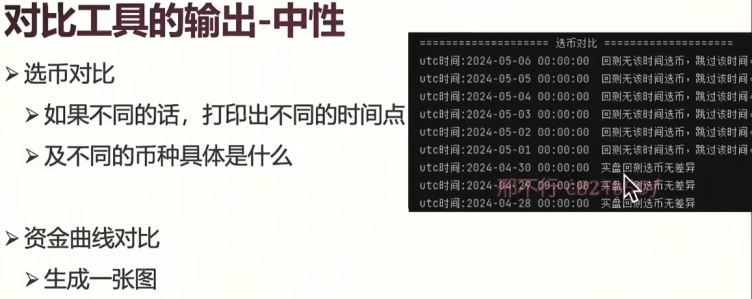 对比工具的输出-中性
➢选币对比
➢如果不同的话，打印出不同的时间点
➢及不同的币种具体是什么
➢资金曲线对比
➢生成一张图
==================== 选币对比 ====================
utc时间:2024-05-06 00:00:00 回测无该时间选币，跳过该时间
utc时间:2024-05-05 00:00:00 回测无该时间选币，跳过该时间
utc时间:2024-05-04 00:00:00 回测无该时间选币，跳过该时间
utc时间:2024-05-03 00:00:00 回测无该时间选币，跳过该时间
utc时间:2024-05-02 00:00:00 回测无该时间选币，跳过该时间
utc时间:2024-05-01 00:00:00 回测无该时间选币，跳过该时间
utc时间:2024-04-30 00:00:00 实盘回测选币无差异
utc时间:2024-04-29 00:00:00 实盘回测选币无差异
utc时间:2024-04-28 00:00:00 实盘回测选币无差异
邢不行